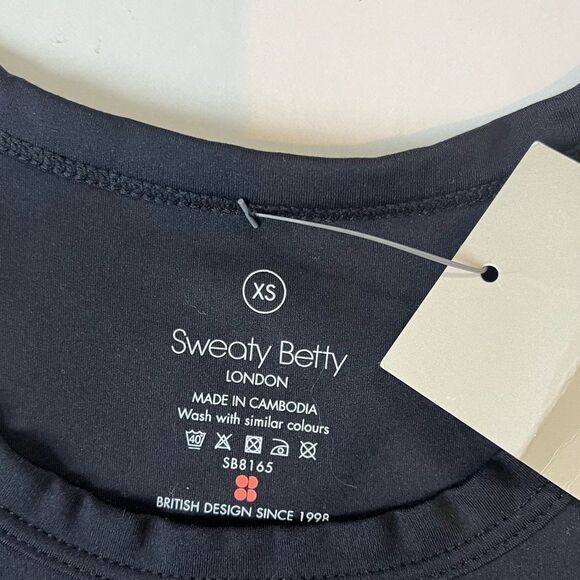 XS
Sweaty Betty
LONDON
MADE IN CAMBODIA
Wash with similar colours
40
SB8165
BRITISH DESIGN SINCE 1998